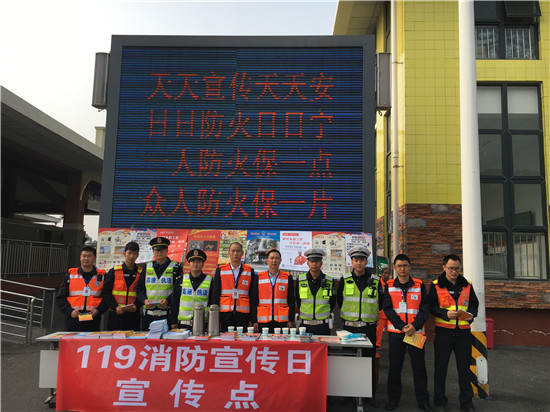 天天宣传天天安
日日防火日日宁
一人防火保一点
众人防火保一片
119消防宣传日
宣传点